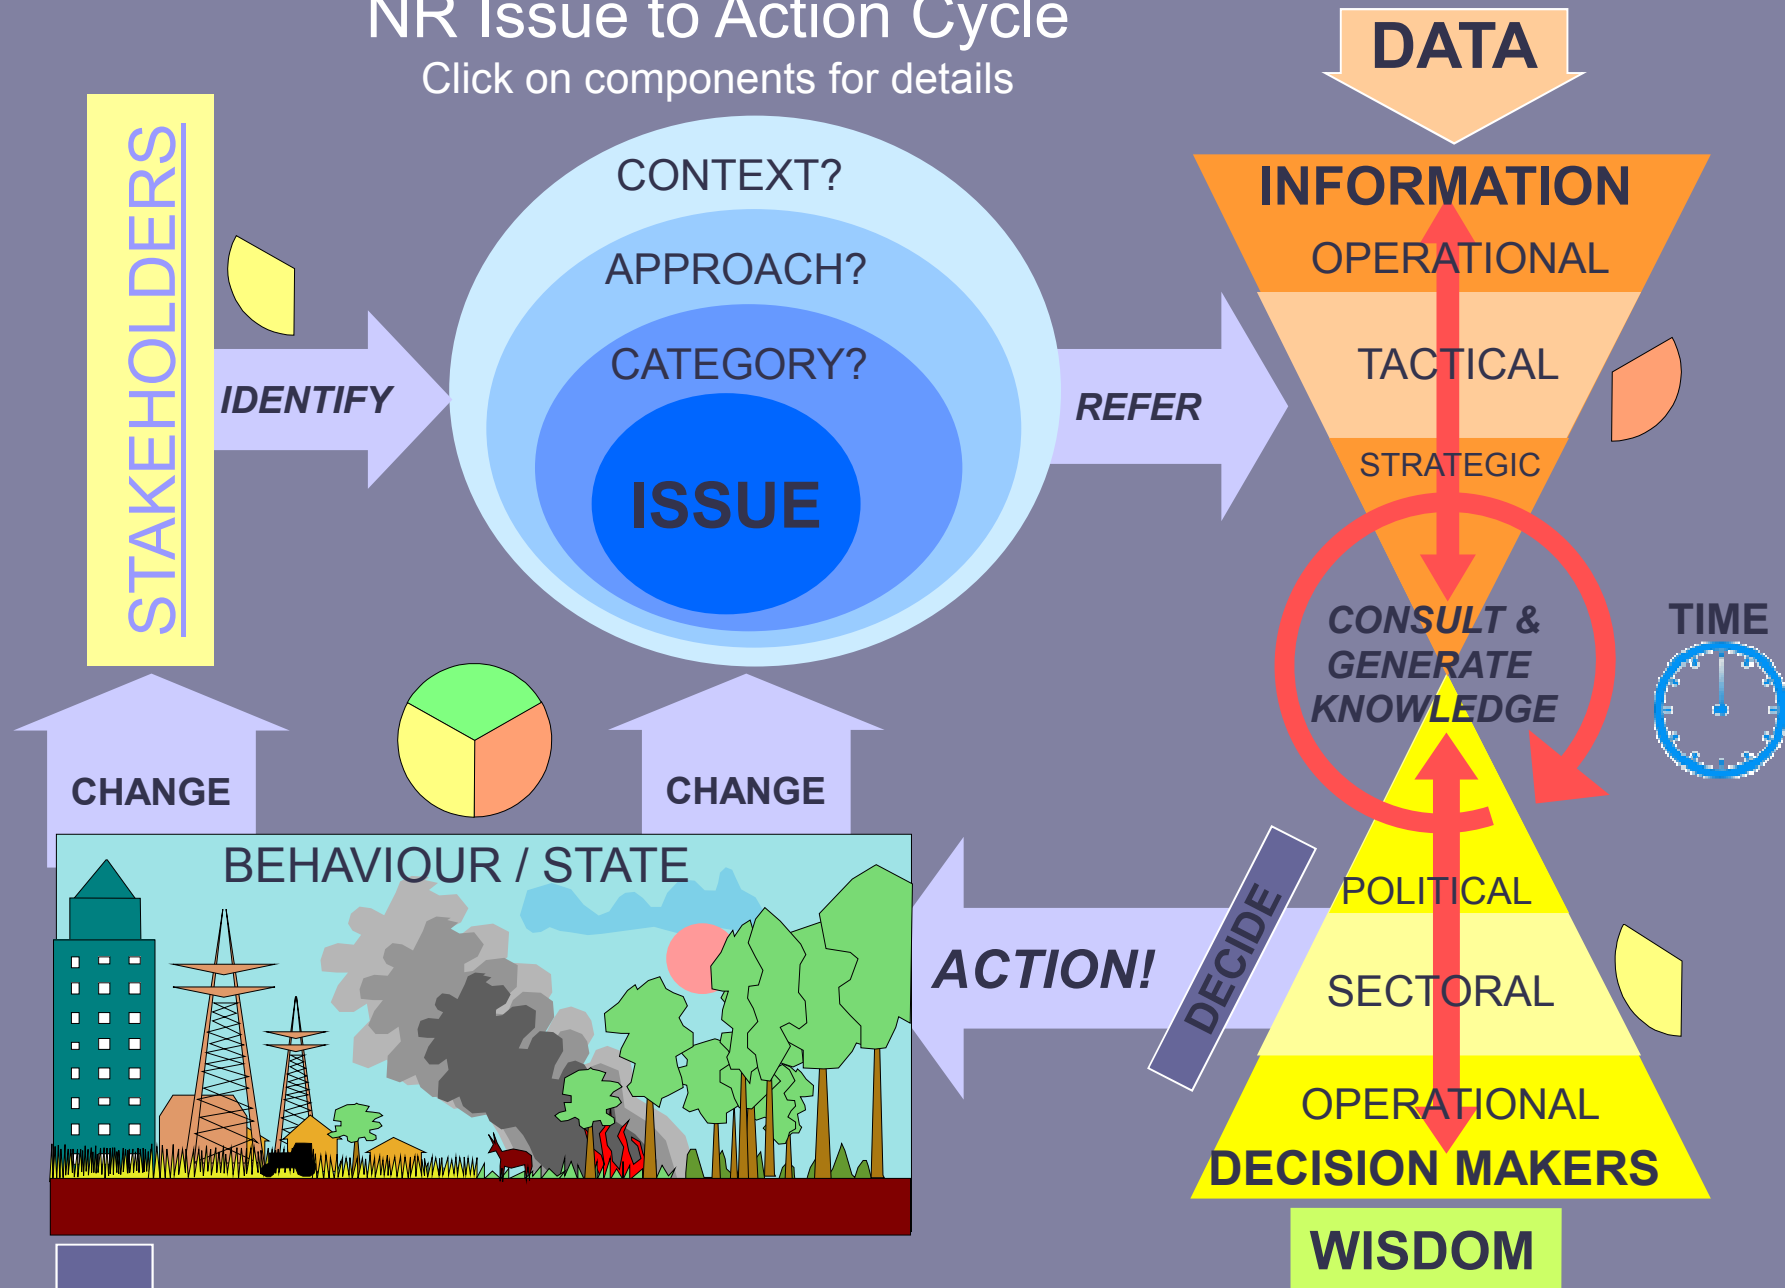 NR Issue to Action Cycle
Click on components for details
DATA
STAKEHOLDERS
IDENTIFY
CONTEXT?
APPROACH?
CATEGORY?
ISSUE
REFER
INFORMATION
OPERATIONAL
TACTICAL
STRATEGIC
CONSULT &
GENERATE
KNOWLEDGE
TIME
CHANGE
CHANGE
BEHAVIOUR / STATE
ACTION!
DECIDE
POLITICAL
SECTORAL
OPERATIONAL
DECISION MAKERS
WISDOM